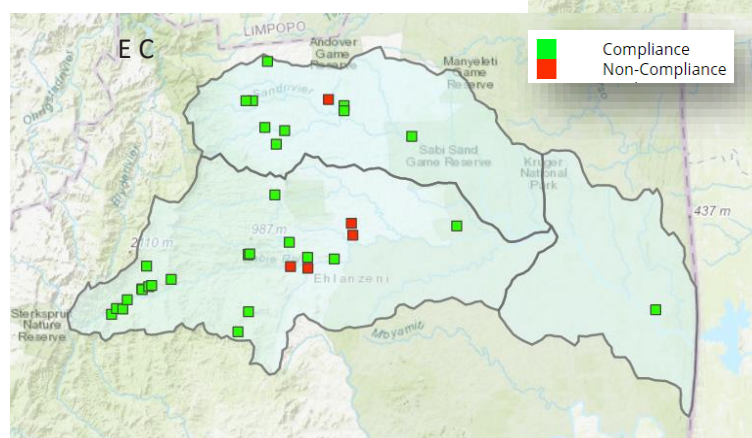 E C
LIMPOPO
Andover
Game
Reserve
Manyeleti
Game
Reserve
Compliance
Non-Compliance
Sandrivier
Sabi Sand
Game Reserve
Kruger
National
Park
437 m
987 m
2110 m
Ehlanzeni
Sterkspruit
Nature
Reserve
Mbyamiti